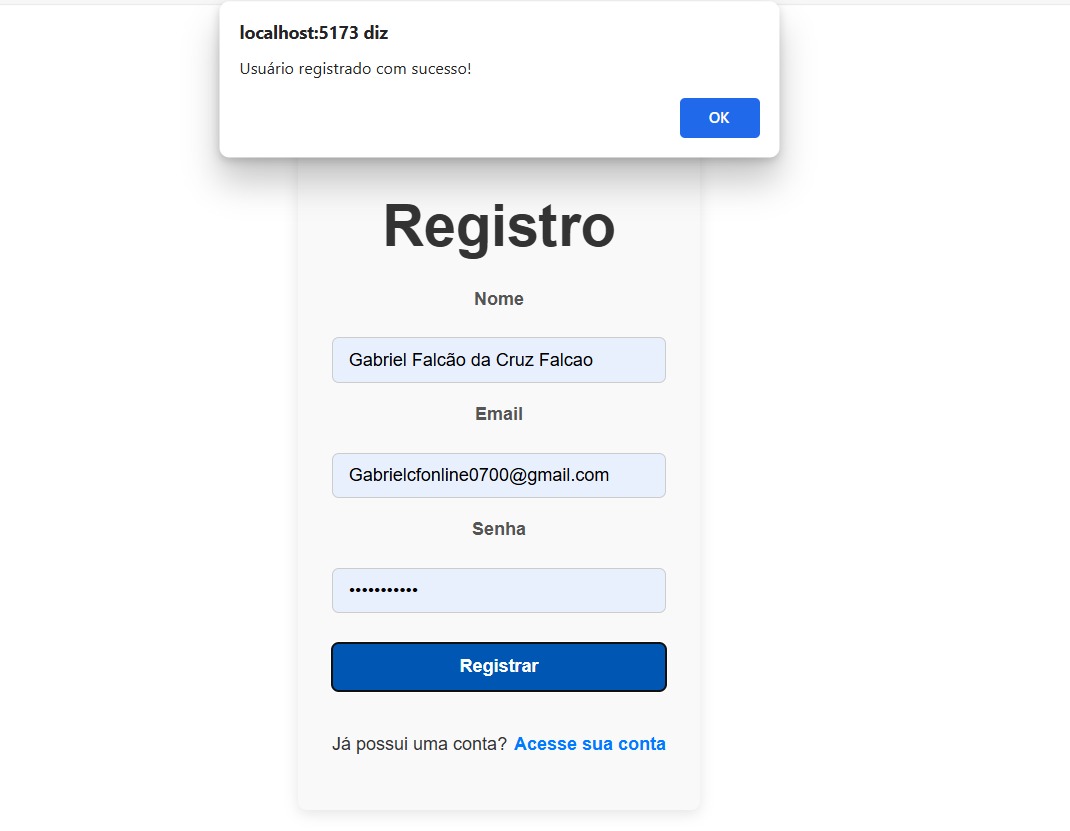 localhost:5173 diz
Usuário registrado com sucesso!
OK
Registro
Nome
Gabriel Falcão da Cruz Falcao
Email
Gabrielcfonline0700@gmail.com
Senha
•••••••••••
Registrar
Já possui uma conta? Acesse sua conta